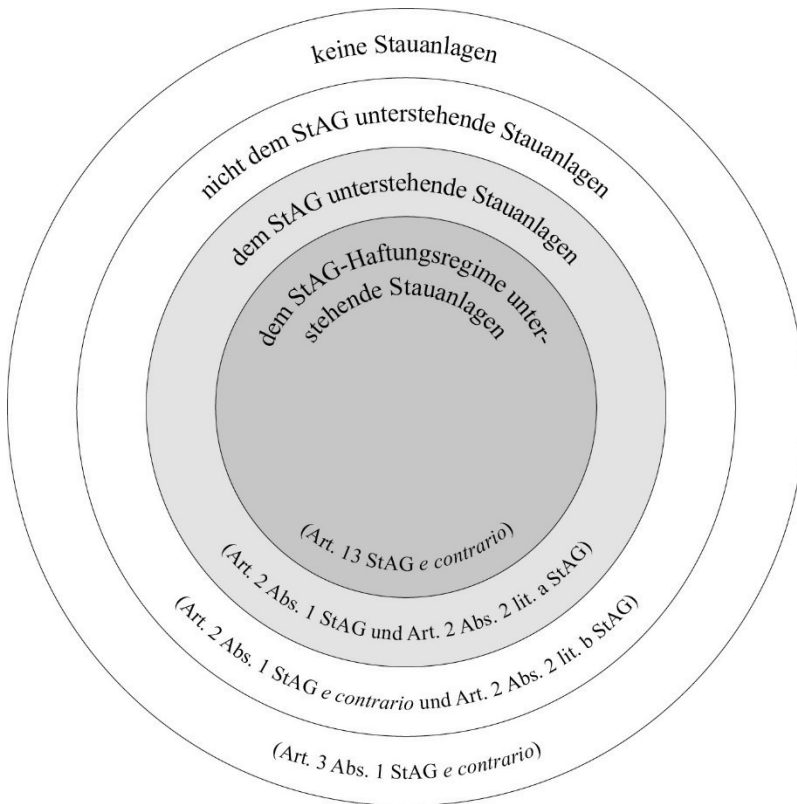 keine Stauanlagen
nicht dem StAG unterstehende Stauanlagen
dem StAG unterstehende Stauanlagen
dem StAG-Haftungsregime unter-
stehende Stauanlagen
(Art. 13 StAG e contrario)
(Art. 2 Abs. 1 StAG und Art. 2 Abs. 2 lit. a StAG)
(Art. 2 Abs. 1 StAG e contrario und Art. 2 Abs. 2 lit. b StAG)
(Art. 3 Abs. 1 StAG e contrario)